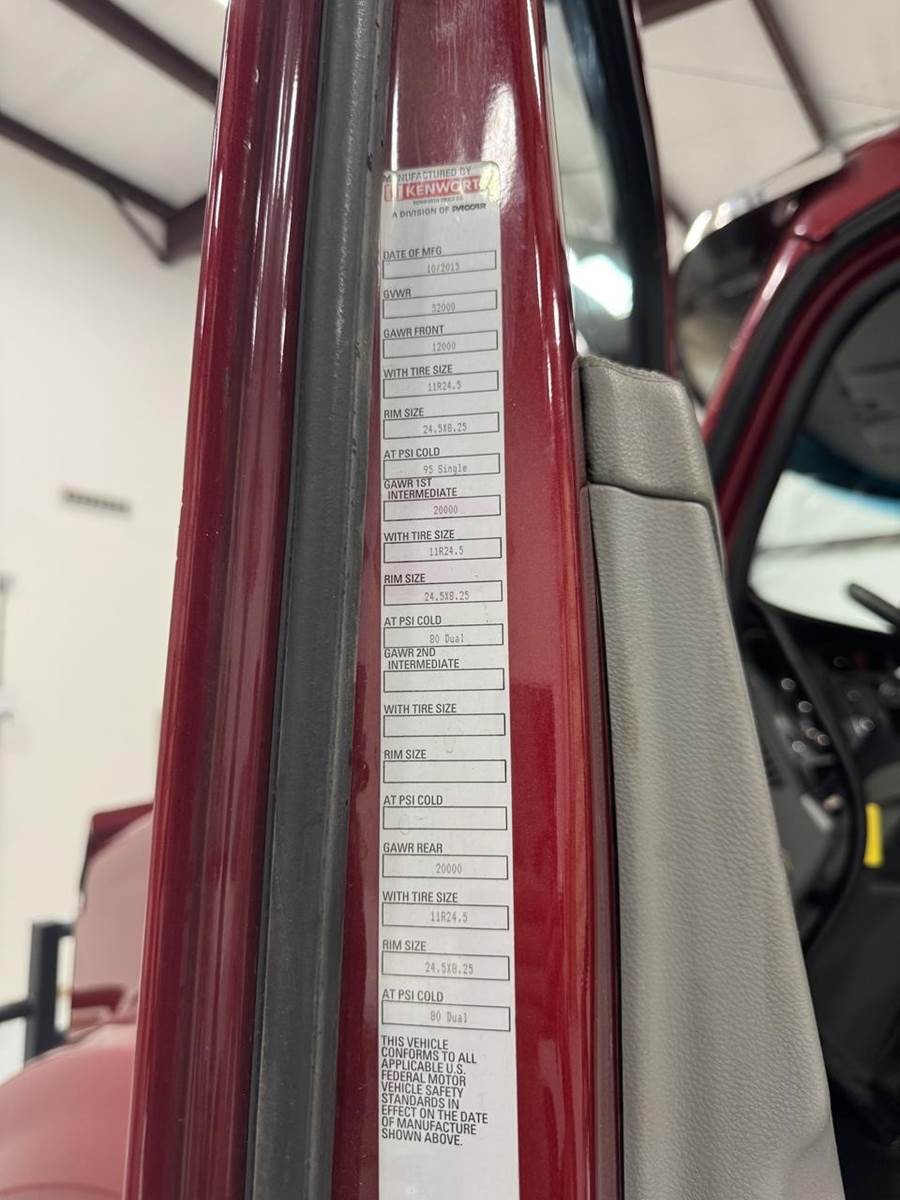 MANUFACTURED BY
KENWORT
KENWORTH TRUCK CO.
A DIVISION OF PACCAR
DATE OF MFG
10/2015
GVWR
52000
GAWR FRONT
12000
WITH TIRE SIZE
11R24.5
RIM SIZE
24.5X8.25
AT PSI COLD
95 Single
GAWR 1ST
INTERMEDIATE
20000
WITH TIRE SIZE
11R24.5
RIM SIZE
24.5X8.25
AT PSI COLD
80 Dual
GAWR 2ND
INTERMEDIATE
WITH TIRE SIZE
RIM SIZE
AT PSI COLD
GAWR REAR
20000
WITH TIRE SIZE
11R24.5
RIM SIZE
24.5X8.25
AT PSI COLD
80 Dual
THIS VEHICLE
CONFORMS TO ALL
APPLICABLE U.S.
FEDERAL MOTOR
VEHICLE SAFETY
STANDARDS IN
EFFECT ON THE DATE
OF MANUFACTURE
SHOWN ABOVE.